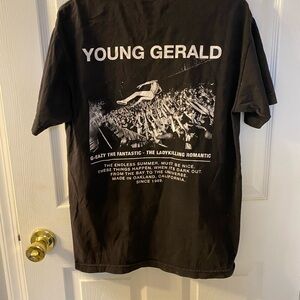 YOUNG GERALD
G-EAZY THE FANTASTIC - THE LADYKILLING ROMANTIC
THE ENDLESS SUMMER, MUST BE NICE,
THESE THINGS HAPPEN, WHEN IT'S DARK OUT
FROM THE BAY TO THE UNIVERSE.
MADE IN OAKLAND, CALIFORNIA.
SINCE 1989.